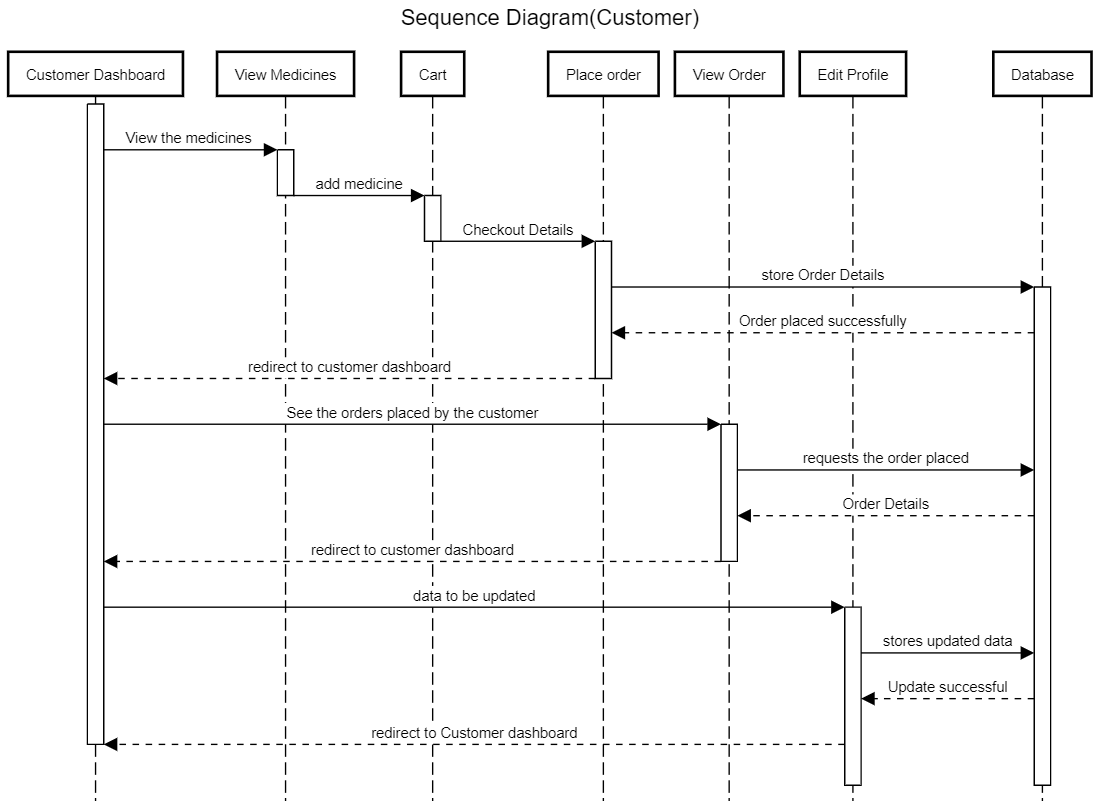 Sequence Diagram(Customer)
Customer Dashboard
View Medicines
Cart
Place order
View Order
Edit Profile
Database
View the medicines
add medicine
Checkout Details
store Order Details
Order placed successfully
redirect to customer dashboard
See the orders placed by the customer
requests the order placed
Order Details
redirect to customer dashboard
data to be updated
stores updated data
Update successful
redirect to Customer dashboard